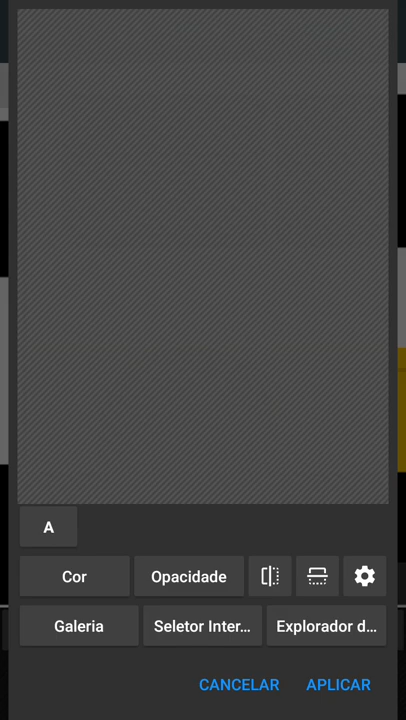 A
Cor
Opacidade
Galeria
Seletor Inter...
Explorador d...
CANCELAR
APLICAR